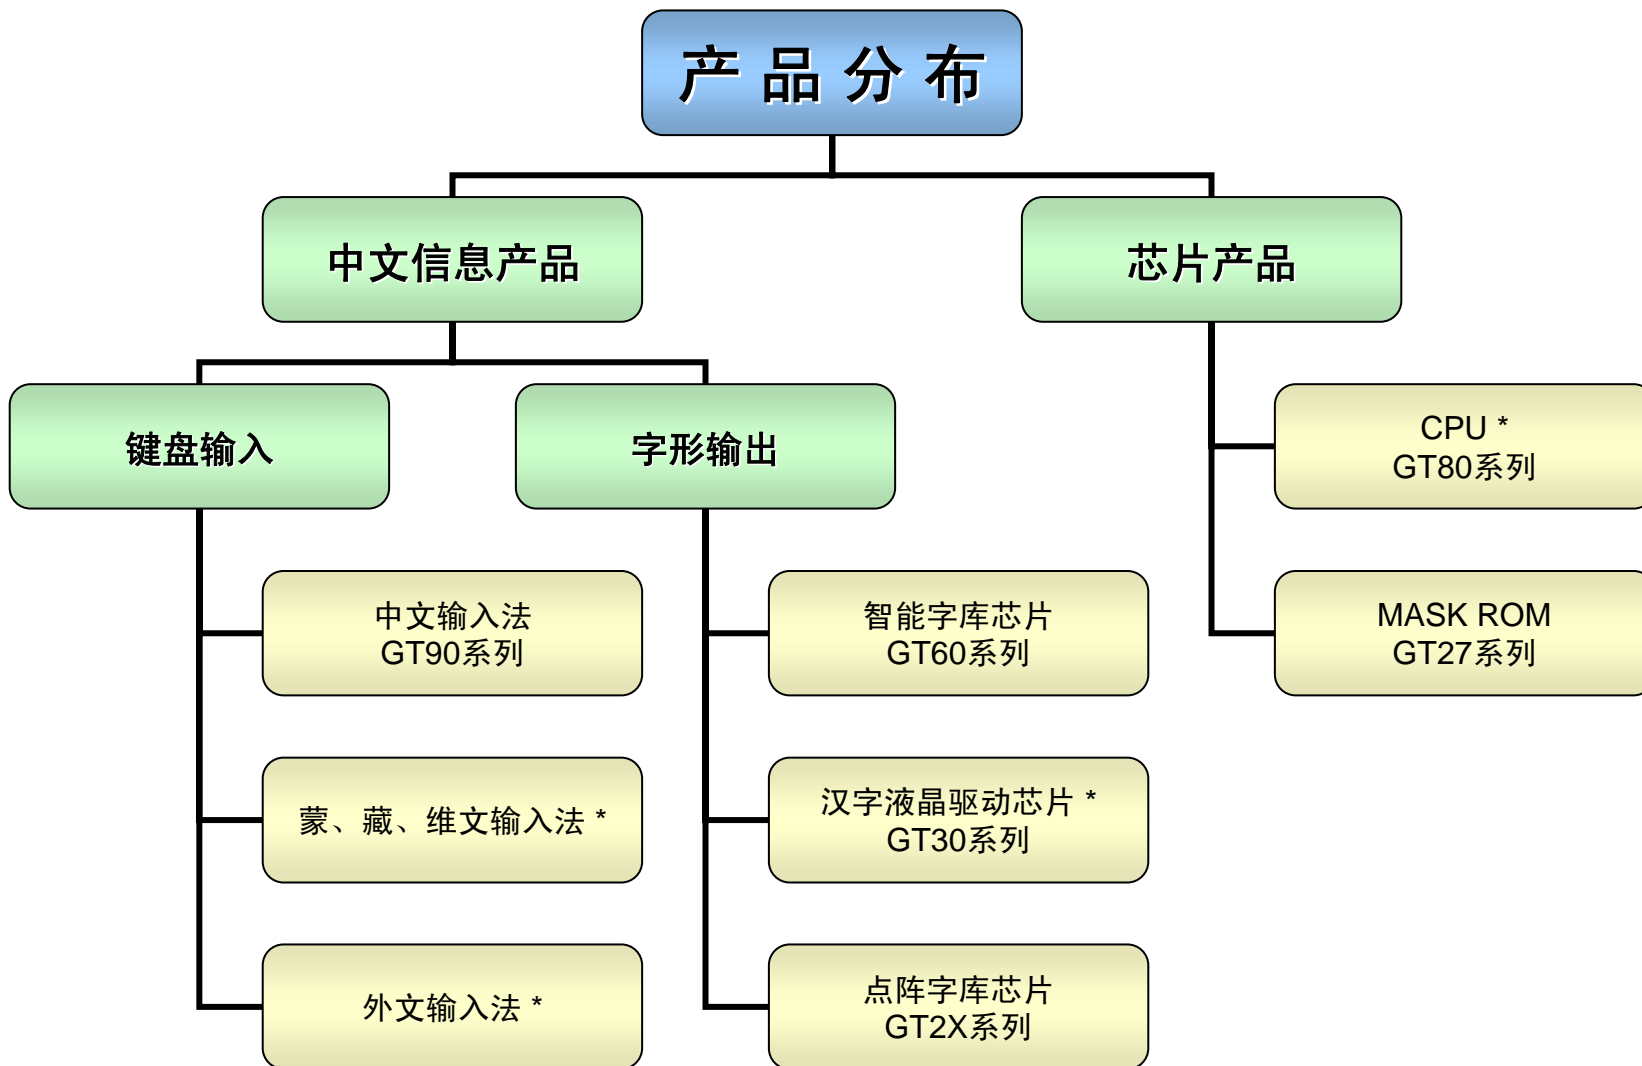 产 品 分 布
中文信息产品
芯片产品
键盘输入
字形输出
CPU *
GT80系列
中文输入法
GT90系列
智能字库芯片
GT60系列
MASK ROM
GT27系列
蒙、藏、维文输入法 *
汉字液晶驱动芯片 *
GT30系列
外文输入法 *
点阵字库芯片
GT2X系列